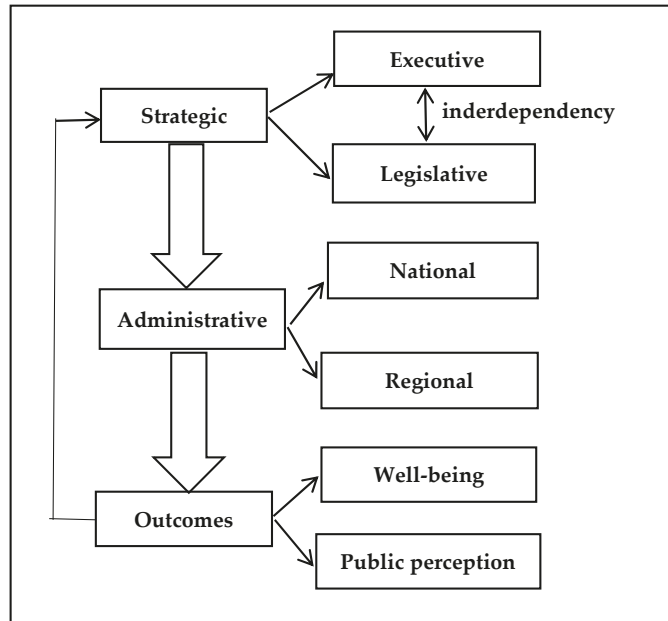 Executive
Strategic
inderdependency
Legislative
National
Administrative
Regional
Well-being
Outcomes
Public perception